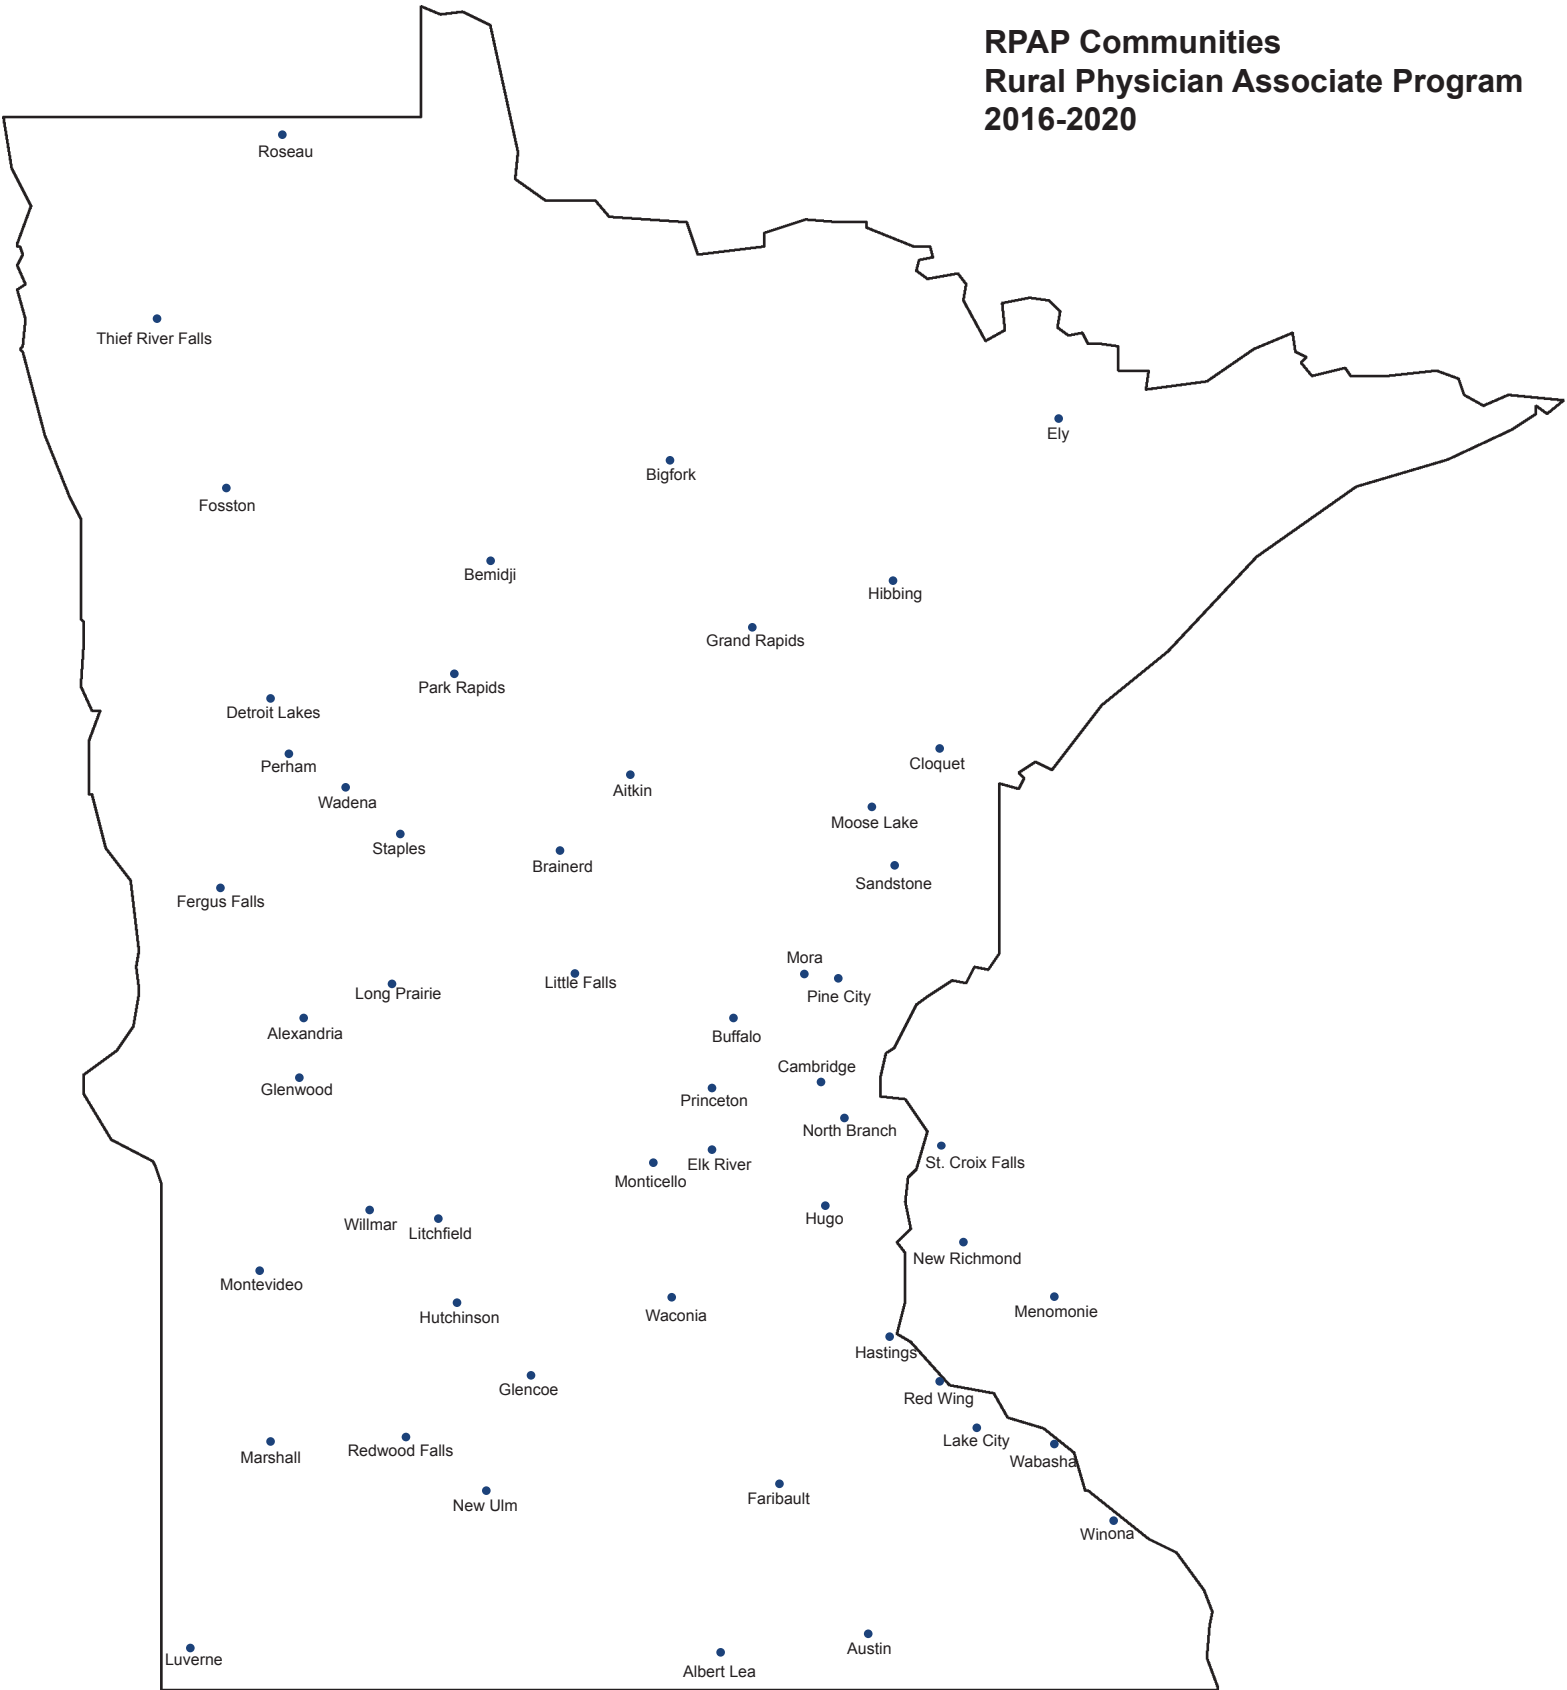 RPAP Communities
Rural Physician Associate Program
2016-2020
Roseau
Thief River Falls
Ely
Bigfork
Fosston
Bemidji
Hibbing
Grand Rapids
Park Rapids
Detroit Lakes
Cloquet
Perham
Aitkin
Wadena
Moose Lake
Staples
Brainerd
Sandstone
Fergus Falls
Mora
Little Falls
Long Prairie
Pine City
Alexandria
Buffalo
Cambridge
Glenwood
Princeton
North Branch
St. Croix Falls
Elk River
Monticello
Hugo
Willmar
Litchfield
New Richmond
Montevideo
Menomonie
Waconia
Hutchinson
Hastings
Glencoe
Red Wing
Lake City
Redwood Falls
Marshall
Wabasha
Faribault
New Ulm
Winona
Austin
Luverne
Albert Lea